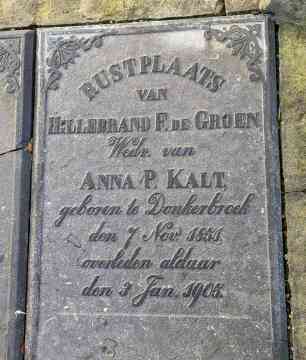 RUSTPLAATS
VAN
HILLEBRAND F. DE GROEN
Wedr. van
ANNA P. KALT,
geboren te Donkerbroek
den 7 Nov. 1831.
overleden aldaar
den 3 Jan. 1905.